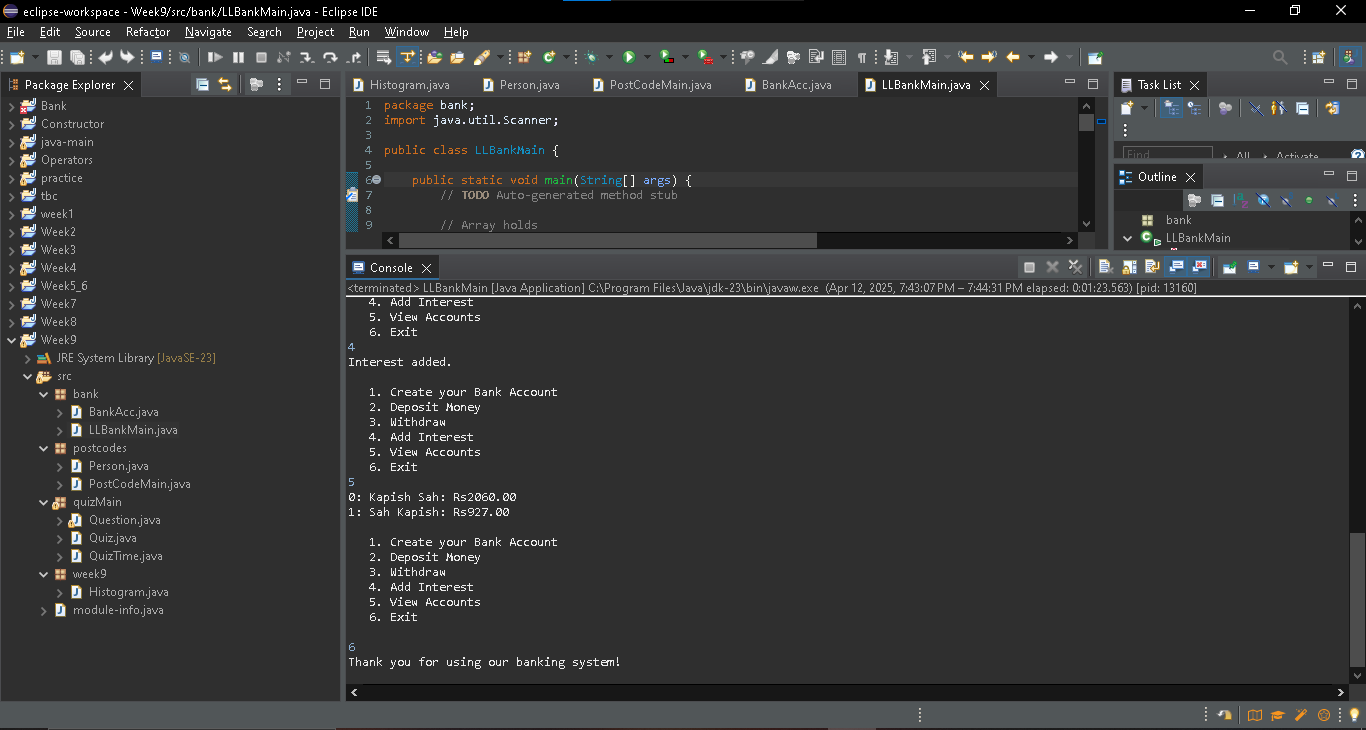 eclipse-workspace - Week9/src/bank/LLBankMain.java - Eclipse IDE
File Edit Source Refactor Navigate Search Project Run Window Help
Package Explorer
Bank
Constructor
java-main
Operators
practice
tbc
week1
Week2
Week3
Week4
Week5_6
Week7
Week8
Week9
JRE System Library [JavaSE-23]
src
bank
BankAcc.java
LLBankMain.java
postcodes
Person.java
PostCodeMain.java
quizMain
Question.java
Quiz.java
QuizTime.java
week9
Histogram.java
module-info.java
Histogram.java Person.java PostCodeMain.java BankAcc.java LLBankMain.java
1 package bank;
2 import java.util.Scanner;
3
4 public class LLBankMain {
5
6 public static void main(String[] args) {
7 // TODO Auto-generated method stub
8
9 // Array holds
Task List
Find All Activate
Outline
bank
LLBankMain
Console
<terminated> LLBankMain [Java Application] C:\Program Files\Java\jdk-23\bin\javaw.exe (Apr 12, 2025, 7:43:07 PM – 7:44:31 PM elapsed: 0:01:23.563) [pid: 13160]
4. Add Interest
5. View Accounts
6. Exit
4
Interest added.
1. Create your Bank Account
2. Deposit Money
3. Withdraw
4. Add Interest
5. View Accounts
6. Exit
5
0: Kapish Sah: Rs2060.00
1: Sah Kapish: Rs927.00
1. Create your Bank Account
2. Deposit Money
3. Withdraw
4. Add Interest
5. View Accounts
6. Exit
6
Thank you for using our banking system!